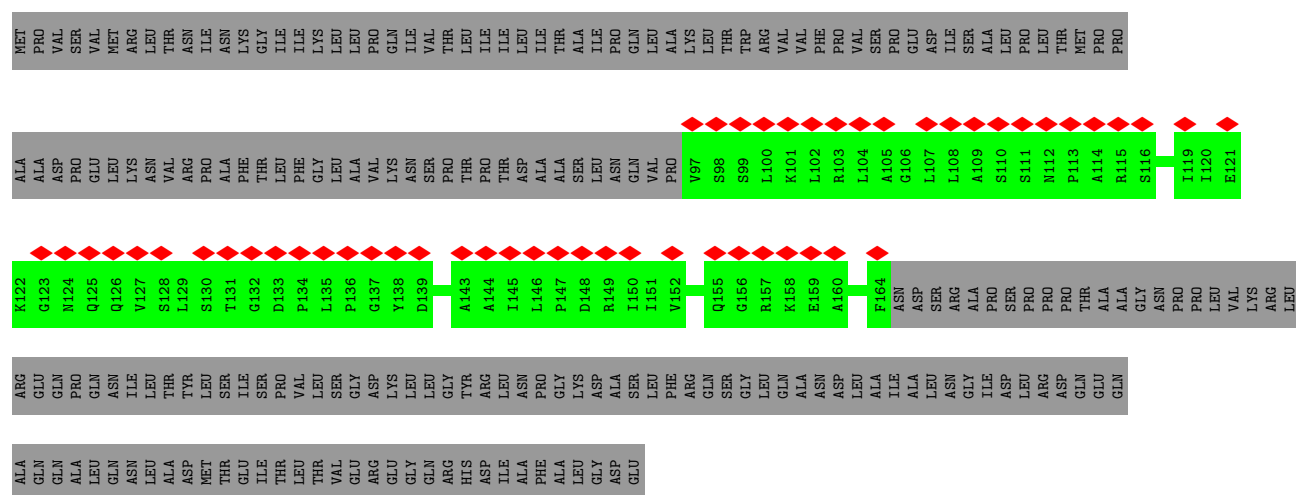 MET PRO VAL SER VAL MET ARG LEU THR ASN ILE ASN LYS GLY ILE ILE LYS LEU LEU PRO GLN ILE VAL THR LEU ILE ILE LEU ILE THR ALA ILE PRO GLN LEU ALA LYS LEU THR TRP ARG VAL VAL PHE PRO VAL SER PRO GLU ASP ILE SER ALA LEU PRO LEU THR MET PRO PRO
ALA ALA ASP PRO GLU LEU LYS ASN VAL ARG PRO ALA PHE THR LEU PHE GLY LEU ALA VAL LYS ASN SER PRO THR PRO THR ASP ALA ALA SER LEU ASN GLN VAL PRO V97 S98 S99 L100 K101 L102 R103 L104 A105 G106 L107 L108 A109 S110 S111 N112 P113 A114 R115 S116 I119 I120 E121
K122 G123 N124 Q125 Q126 V127 S128 L129 S130 T131 G132 D133 P134 L135 P136 G137 Y138 D139 A143 A144 I145 L146 P147 D148 R149 I150 I151 V152 Q155 G156 R157 K158 E159 A160 F164 ASN ASP SER ARG ALA PRO SER PRO PRO PRO THR ALA ALA GLY ASN PRO PRO LEU VAL LYS ARG LEU
ARG GLU GLN PRO GLN ASN ILE LEU THR TYR LEU SER ILE SER PRO VAL LEU SER GLY ASP LYS LEU LEU GLY TYR ARG LEU ASN PRO GLY LYS ASP ALA SER LEU PHE ARG GLN SER GLY LEU GLN ALA ASN ASP LEU ALA ILE ALA LEU ASN GLY ILE ASP LEU ARG ASP GLN GLU GLN
ALA GLN GLN ALA LEU GLN ASN LEU ALA ASP MET THR GLU ILE THR LEU THR VAL GLU ARG GLU GLY GLN ARG HIS ASP ILE ALA PHE ALA LEU GLY ASP GLU